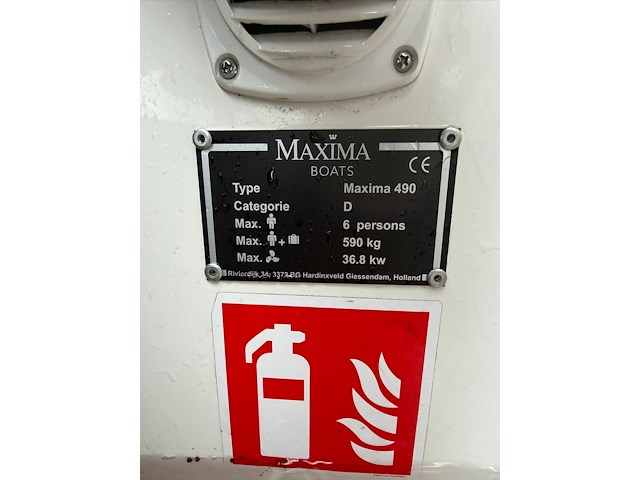 MAXIMA
BOATS
CE
Type Maxima 490
Categorie D
Max. 6 persons
Max. + 590 kg
Max. 36.8 kw
Rivierdijk Hardinxveld Giessendam, Holland